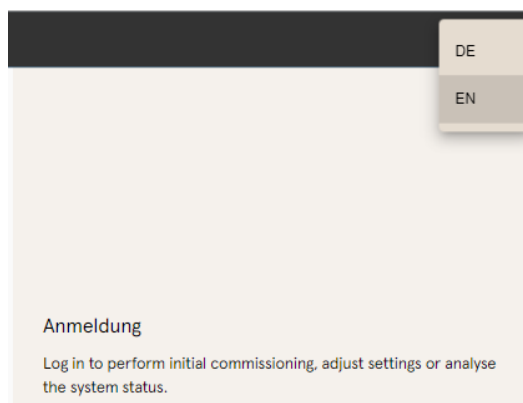 DE
EN
Anmeldung
Log in to perform initial commissioning, adjust settings or analyse
the system status.